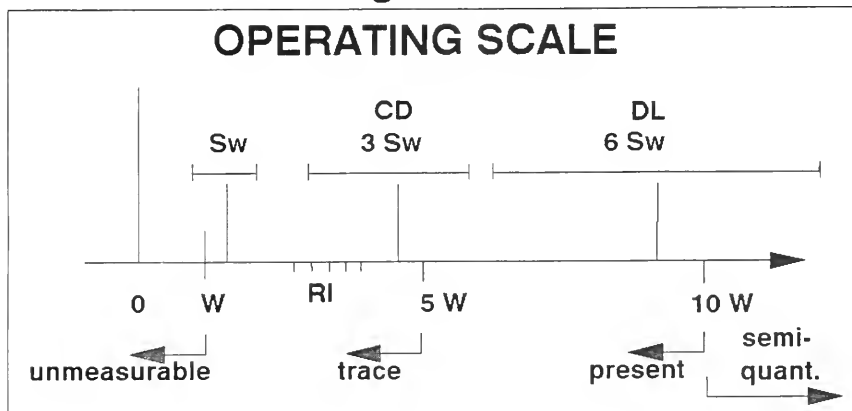 OPERATING SCALE
CD DL
Sw 3 Sw 6 Sw
0 W RI 5 W 10 W
semi-
unmeasurable trace present quant.